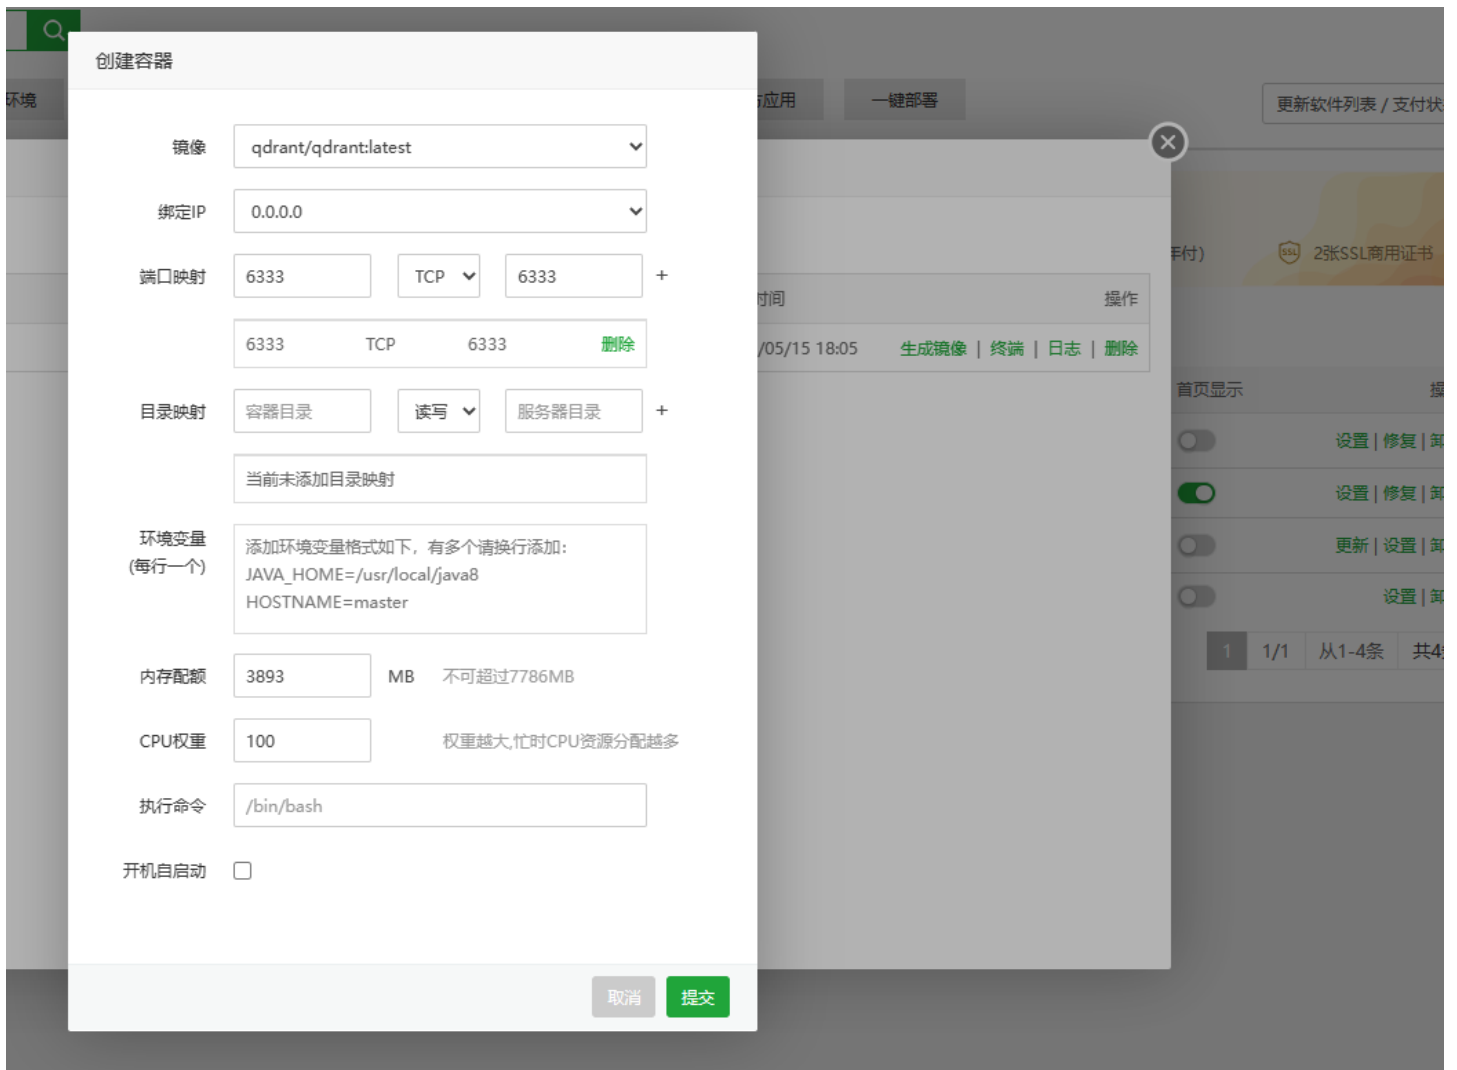 创建容器
环境
应用
一键部署
更新软件列表 / 支付状
镜像
qdrant/qdrant:latest
绑定IP
0.0.0.0
年付)
SSL
2张SSL商用证书
端口映射
6333
TCP
6333
+
时间
操作
6333
TCP
6333
删除
/05/15 18:05
生成镜像 | 终端 | 日志 | 删除
首页显示
目录映射
容器目录
读写
服务器目录
+
设置 | 修复 |
当前未添加目录映射
设置 | 修复 |
环境变量
(每行一个)
添加环境变量格式如下，有多个请换行添加:
JAVA_HOME=/usr/local/java8
HOSTNAME=master
更新 | 设置 |
设置 |
1
1/1
从1-4条
共4
内存配额
3893
MB
不可超过7786MB
CPU权重
100
权重越大,忙时CPU资源分配越多
执行命令
/bin/bash
开机自启动
取消
提交